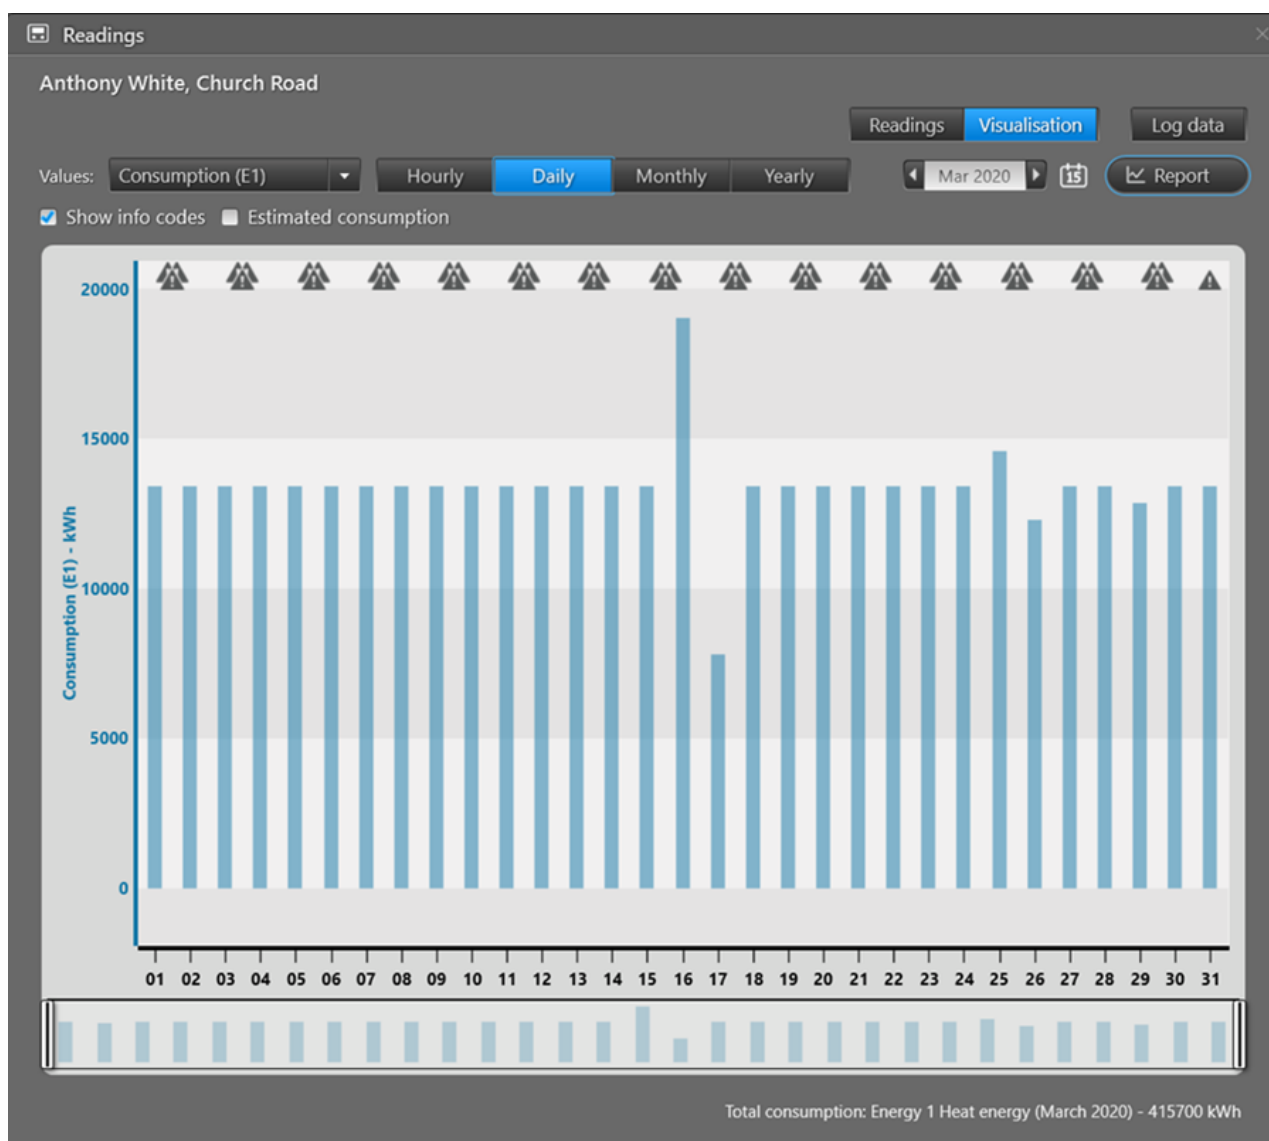 Readings
Anthony White, Church Road
Readings Visualisation Log data
Values: Consumption (E1) Hourly Daily Monthly Yearly Mar 2020 15 Report
Show info codes Estimated consumption
20000
15000
10000
5000
0
Consumption (E1) - kWh
01 02 03 04 05 06 07 08 09 10 11 12 13 14 15 16 17 18 19 20 21 22 23 24 25 26 27 28 29 30 31
Total consumption: Energy 1 Heat energy (March 2020) - 415700 kWh